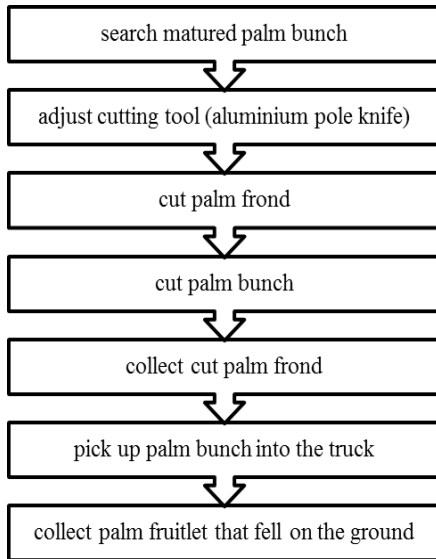 search matured palm bunch
adjust cutting tool (aluminium pole knife)
cut palm frond
cut palm bunch
collect cut palm frond
pick up palm bunch into the truck
collect palm fruitlet that fell on the ground